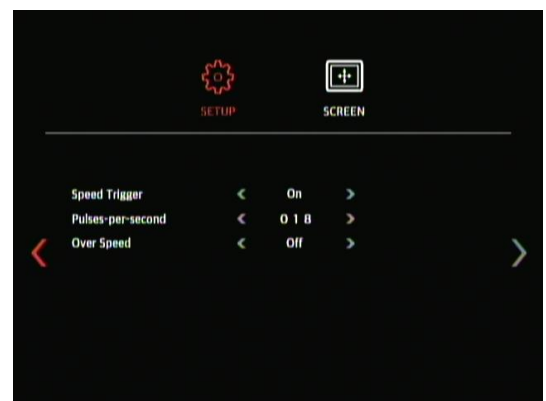 SETUP SCREEN
Speed Trigger On
Pulses-per-second 0 1 8
Over Speed Off